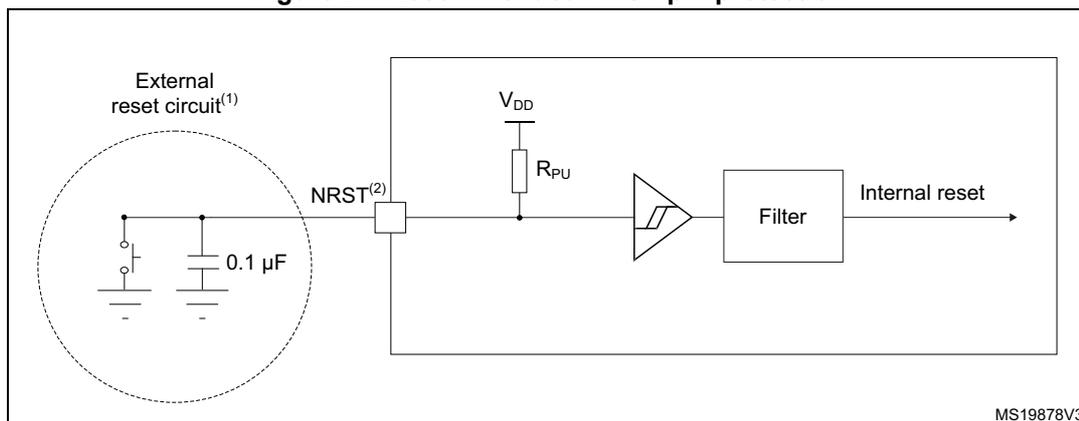 External
reset circuit(1)
VDD
RPU
NRST(2)
Filter
Internal reset
0.1 µF
MS19878V3